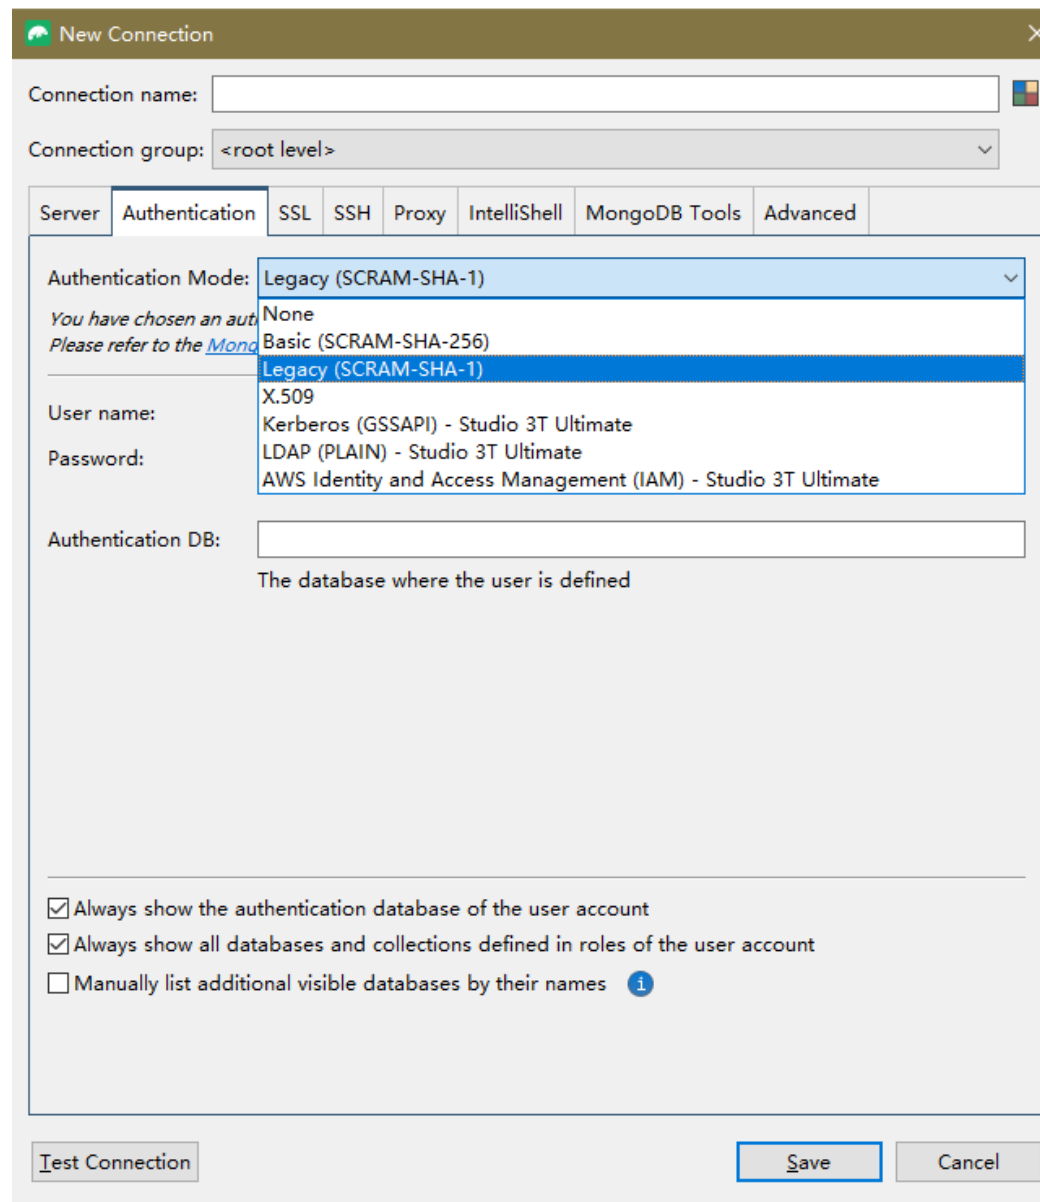 New Connection
Connection name:
Connection group: <root level>
Server Authentication SSL SSH Proxy IntelliShell MongoDB Tools Advanced
Authentication Mode: Legacy (SCRAM-SHA-1)
None
You have chosen an
Basic (SCRAM-SHA-256)
Please refer to the
Legacy (SCRAM-SHA-1)
X.509
User name:
Kerberos (GSSAPI) - Studio 3T Ultimate
Password:
LDAP (PLAIN) - Studio 3T Ultimate
AWS Identity and Access Management (IAM) - Studio 3T Ultimate
Authentication DB:
The database where the user is defined
Always show the authentication database of the user account
Always show all databases and collections defined in roles of the user account
Manually list additional visible databases by their names
Test Connection Save Cancel